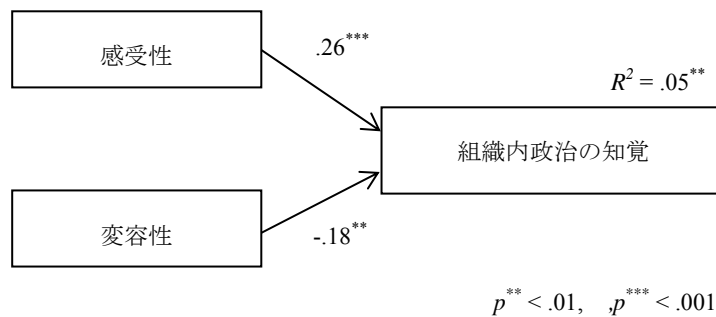 感受性
.26***
R² = .05**
組織内政治の知覚
変容性
-.18**
p** < .01, ,p*** < .001